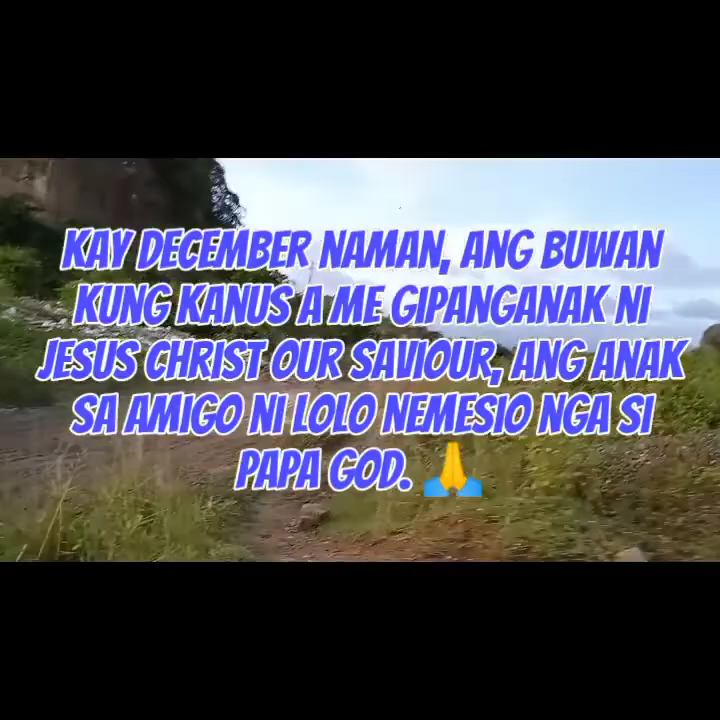 KAY DECEMBER NAMAN, ANG BUWAN
KUNG KANUS A ME GIPANGANAK NI
JESUS CHRIST OUR SAVIOUR, ANG ANAK
SA AMIGO NI LOLO NEMESIO NGA SI
PAPA GOD. 🙏